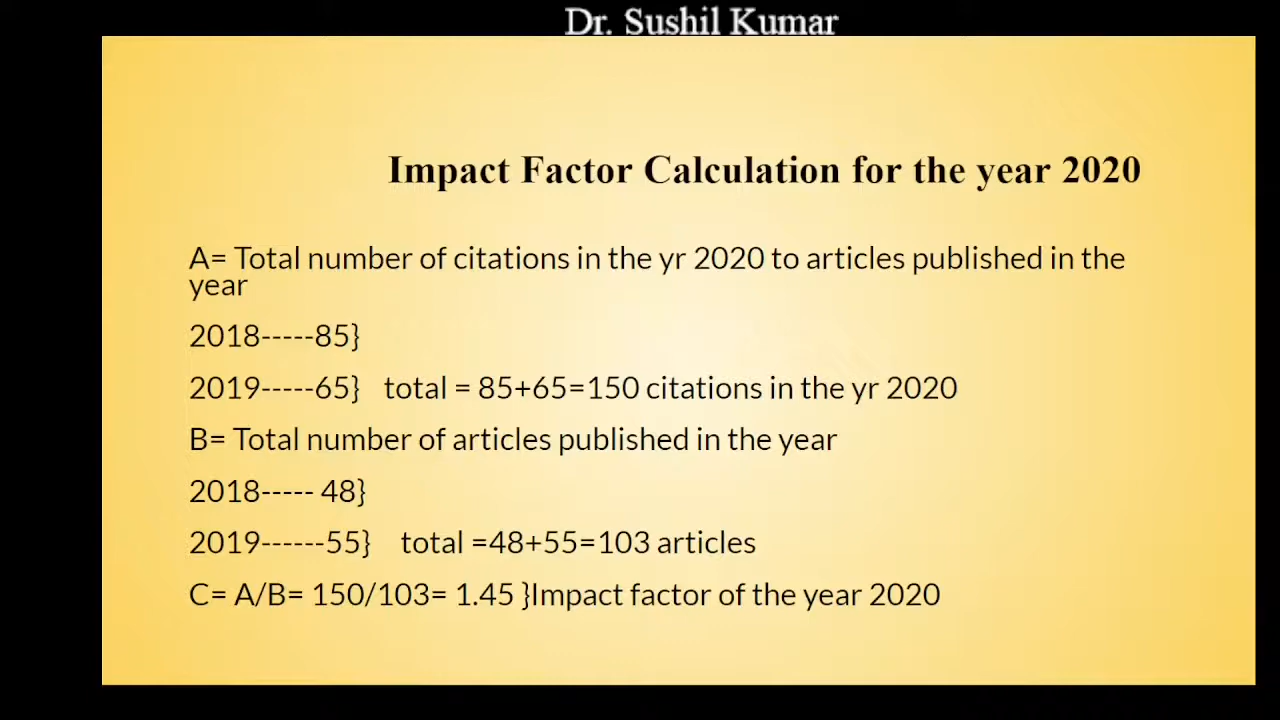 Dr. Sushil Kumar
Impact Factor Calculation for the year 2020
A= Total number of citations in the yr 2020 to articles published in the
year
2018-----85}
2019-----65} total = 85+65=150 citations in the yr 2020
B= Total number of articles published in the year
2018----- 48}
2019------55} total =48+55=103 articles
C= A/B= 150/103= 1.45 }Impact factor of the year 2020